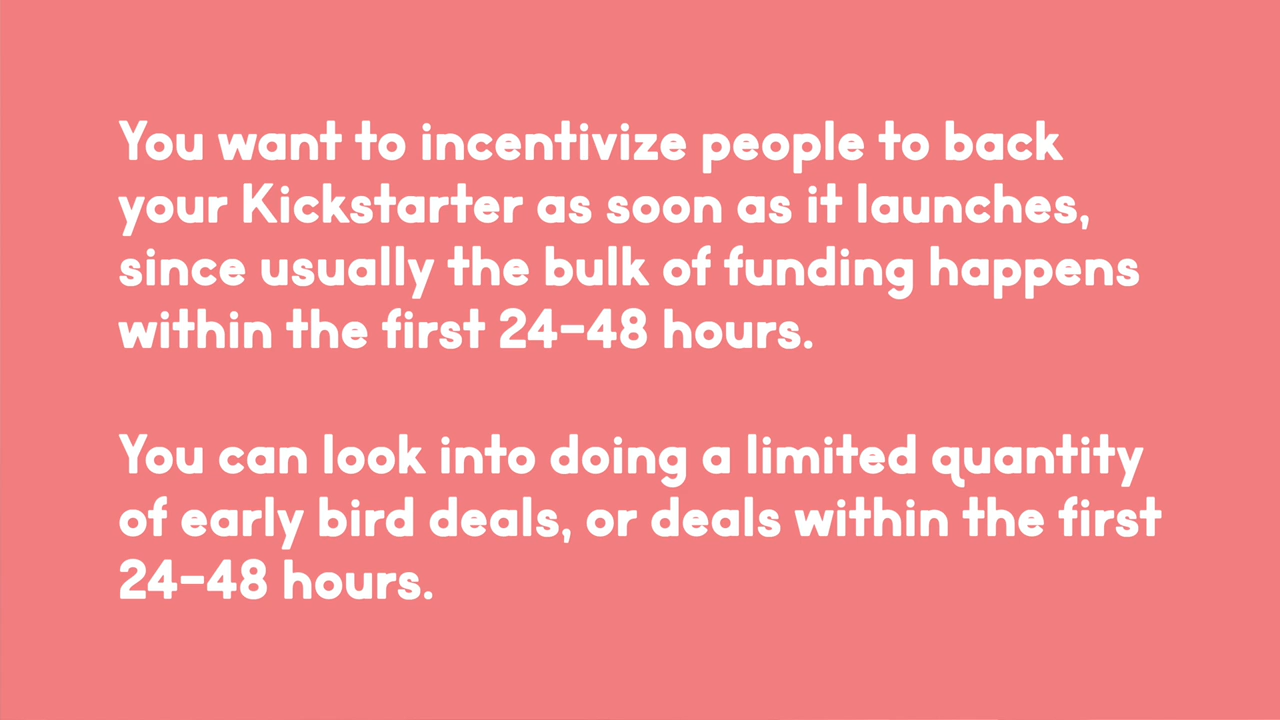 You want to incentivize people to back
your Kickstarter as soon as it launches,
since usually the bulk of funding happens
within the first 24-48 hours.
You can look into doing a limited quantity
of early bird deals, or deals within the first
24-48 hours.